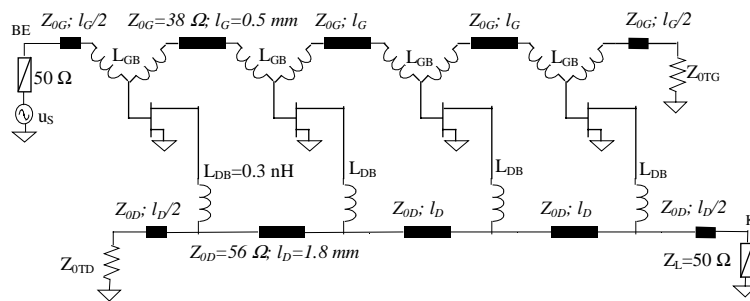 Z0G; lG/2
Z0G=38 Ω; lG=0.5 mm
Z0G; lG
Z0G; lG
Z0G; lG/2
BE
LGB
LGB
LGB
LGB
50 Ω
Z0TG
uS
LDB=0.3 nH
LDB
LDB
LDB
Z0D; lD/2
Z0D; lD
Z0D; lD
Z0D; lD/2
K
Z0D=56 Ω; lD=1.8 mm
Z0TD
ZL=50 Ω